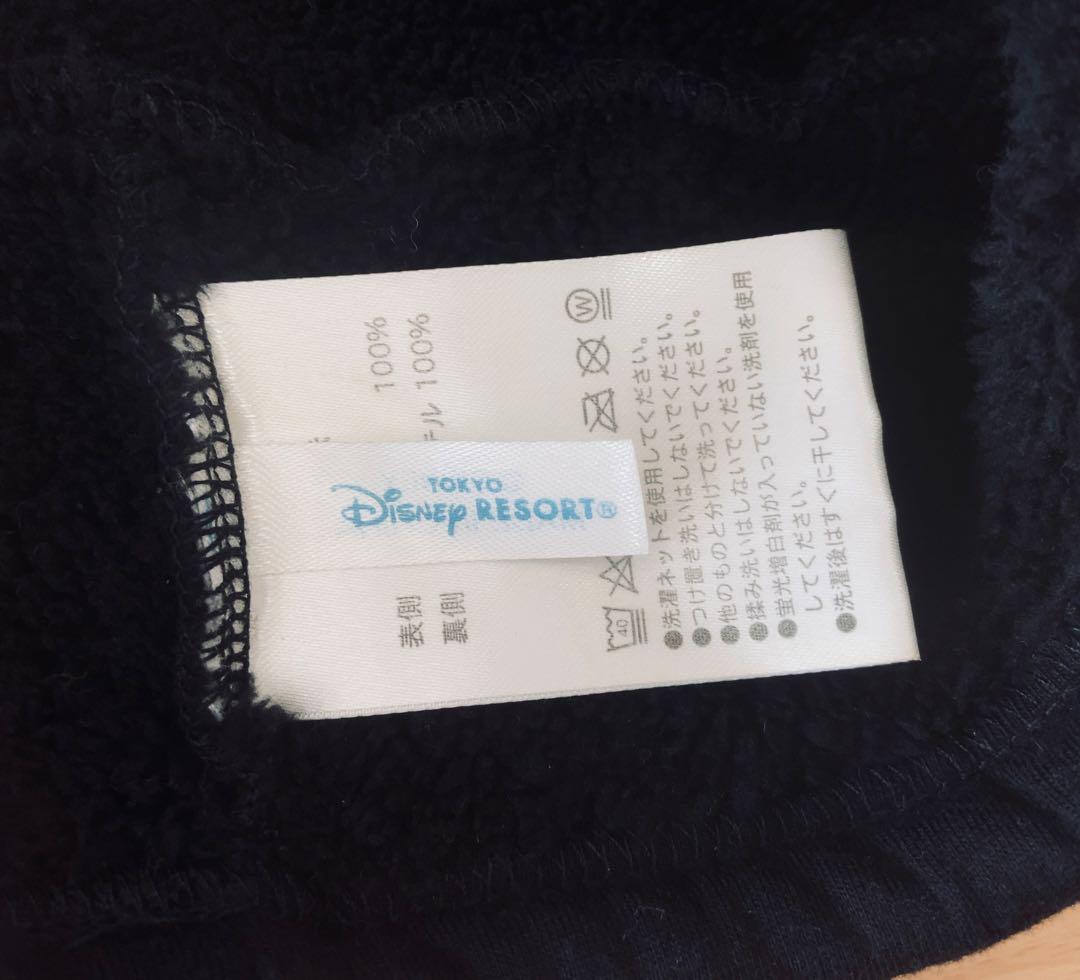 表側 100%
裏側 テル 100%
TOKYO
Disney RESORT®
40 W
●洗濯ネットを使用してください。
●つけ置き洗いはしないでください。
●他のものと分けて洗ってください。
●揉み洗いはしないでください。
●蛍光増白剤が入っていない洗剤を使用
してください。
●洗濯後はすぐに干してください。